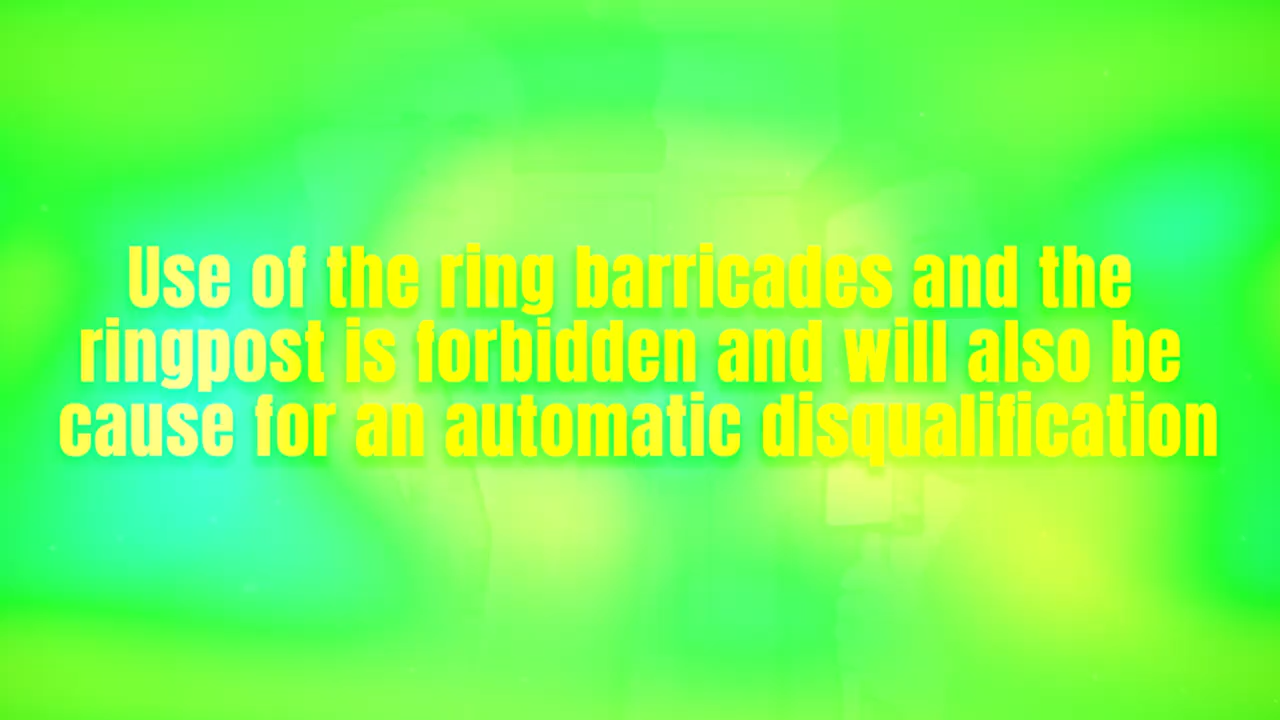 Use of the ring barricades and the
ringpost is forbidden and will also be
cause for an automatic disqualification